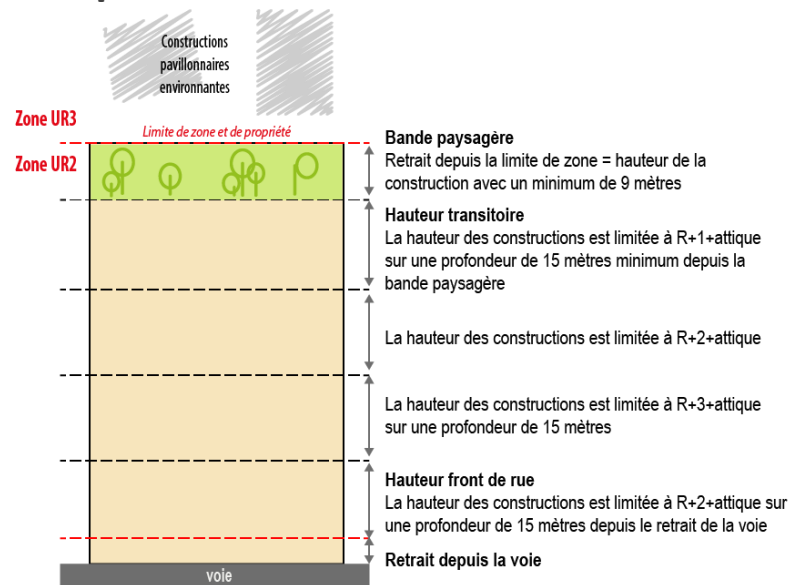 Constructions
pavillonnaires
environnantes
Zone UR3
Limite de zone et de propriété
Zone UR2
Bande paysagère
Retrait depuis la limite de zone = hauteur de la
construction avec un minimum de 9 mètres
Hauteur transitoire
La hauteur des constructions est limitée à R+1+attique
sur une profondeur de 15 mètres minimum depuis la
bande paysagère
La hauteur des constructions est limitée à R+2+attique
La hauteur des constructions est limitée à R+3+attique
sur une profondeur de 15 mètres
Hauteur front de rue
La hauteur des constructions est limitée à R+2+attique sur
une profondeur de 15 mètres depuis le retrait de la voie
Retrait depuis la voie
voie